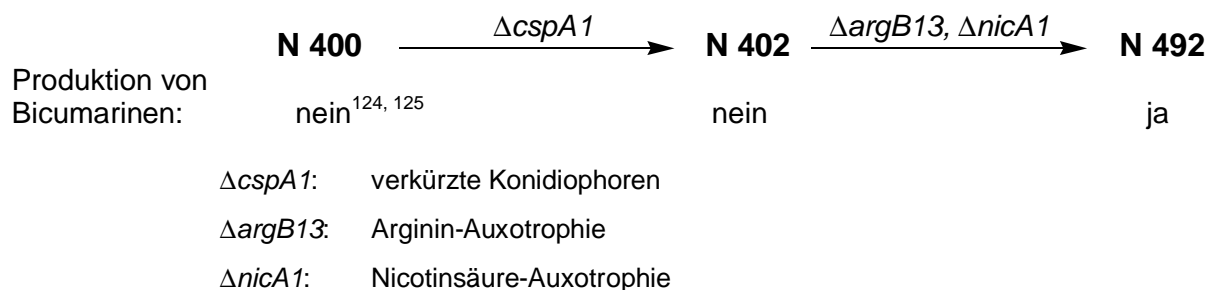 ΔcspA1 ΔargB13, ΔnicA1
N 400 N 402 N 492
Produktion von
Bicumarinen: nein124, 125 nein ja
ΔcspA1: verkürzte Konidiophoren
ΔargB13: Arginin-Auxotrophie
ΔnicA1: Nicotinsäure-Auxotrophie